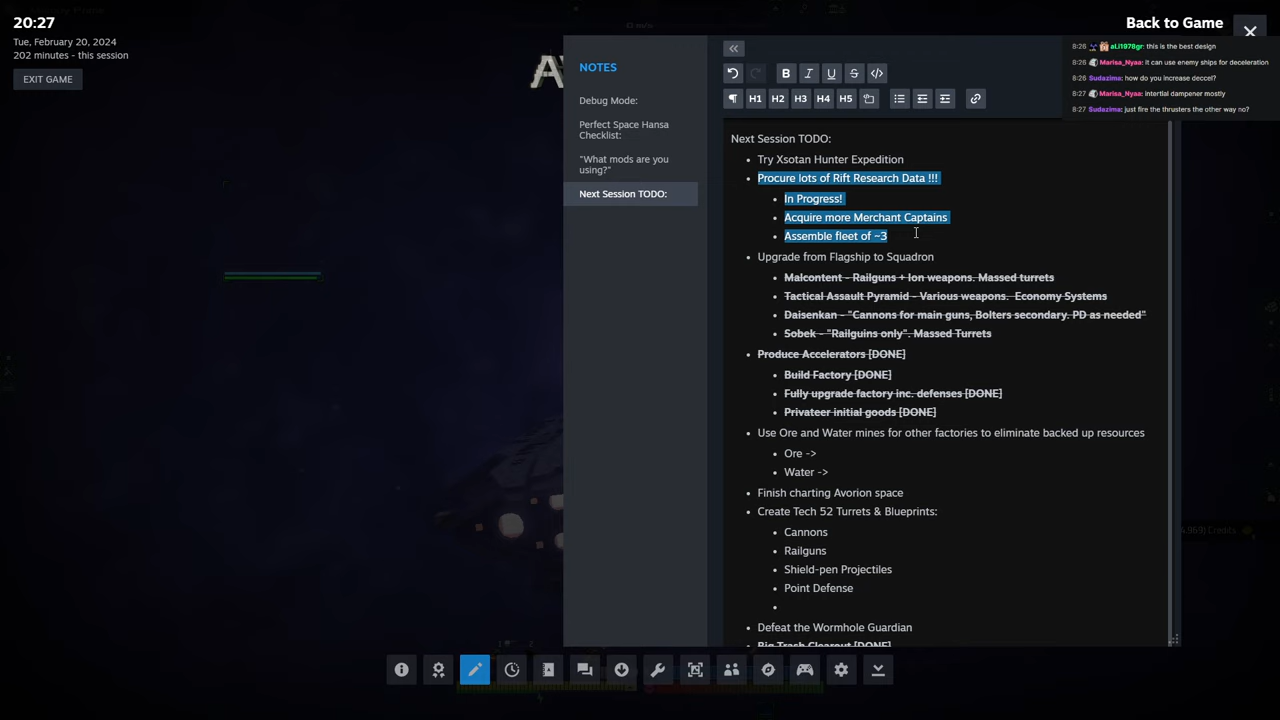 20:27
Tue, February 20, 2024
202 minutes - this session
EXIT GAME
Back to Game
8:26 aLi1978gr: this is the best design
8:26 Marisa_Nyaa: It can use enemy ships for deceleration
8:26 Sudazima: how do you increase deccel?
8:27 Marisa_Nyaa: intertial dampener mostly
8:27 Sudazima: just fire the thrusters the other way no?
NOTES
Debug Mode:
Perfect Space Hansa
Checklist:
"What mods are you
using?"
Next Session TODO:
B I U S </>
¶ H1 H2 H3 H4 H5
Next Session TODO:
Try Xsotan Hunter Expedition
Procure lots of Rift Research Data !!!
In Progress!
Acquire more Merchant Captains
Assemble fleet of ~3
Upgrade from Flagship to Squadron
Malcontent - Railguns + Ion weapons. Massed turrets
Tactical Assault Pyramid - Various weapons. Economy Systems
Daisenkan - "Cannons for main guns, Bolters secondary. PD as needed"
Sobek - "Railguins only". Massed Turrets
Produce Accelerators [DONE]
Build Factory [DONE]
Fully upgrade factory inc. defenses [DONE]
Privateer initial goods [DONE]
Use Ore and Water mines for other factories to eliminate backed up resources
Ore ->
Water ->
Finish charting Avorion space
Create Tech 52 Turrets & Blueprints:
Cannons
Railguns
Shield-pen Projectiles
Point Defense
Defeat the Wormhole Guardian
Big Trash Clearout [DONE]
Credits